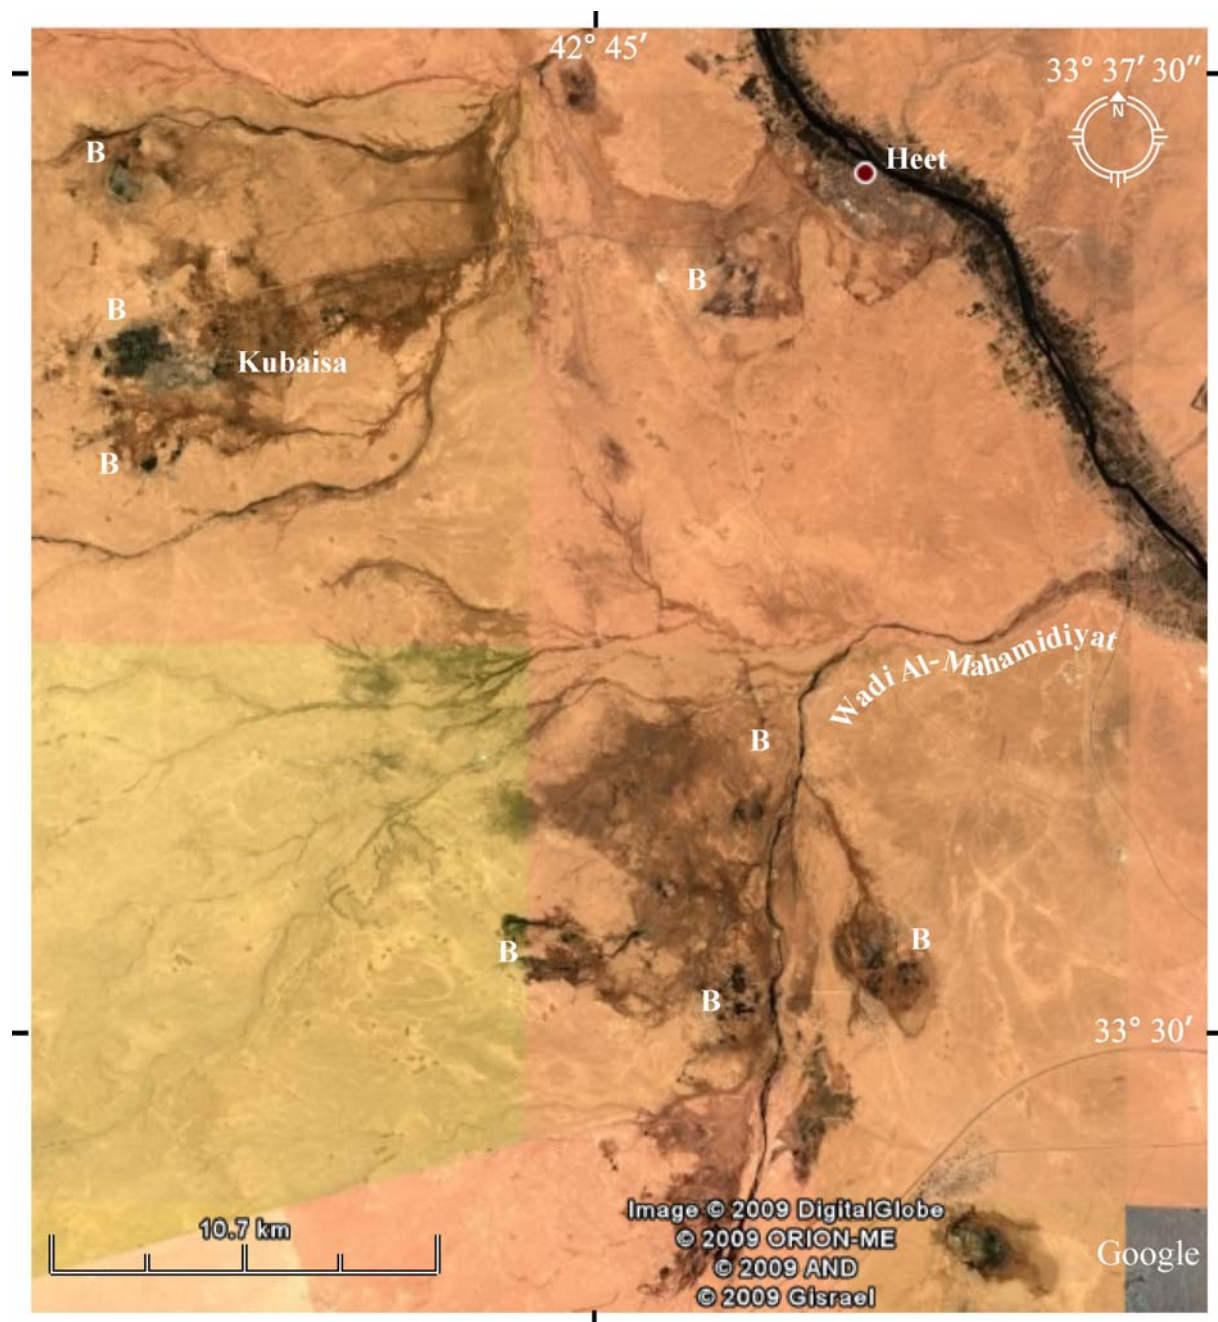 42° 45′
33° 37′ 30″
N
B
Heet
B
B
Kubaisa
B
Wadi Al-Mahamidiyat
B
B
B
B
33° 30′
10.7 km
Image © 2009 DigitalGlobe
© 2009 ORION-ME
© 2009 AND
© 2009 Gisrael
Google